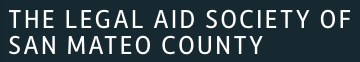 THE LEGAL AID SOCIETY OF
SAN MATEO COUNTY